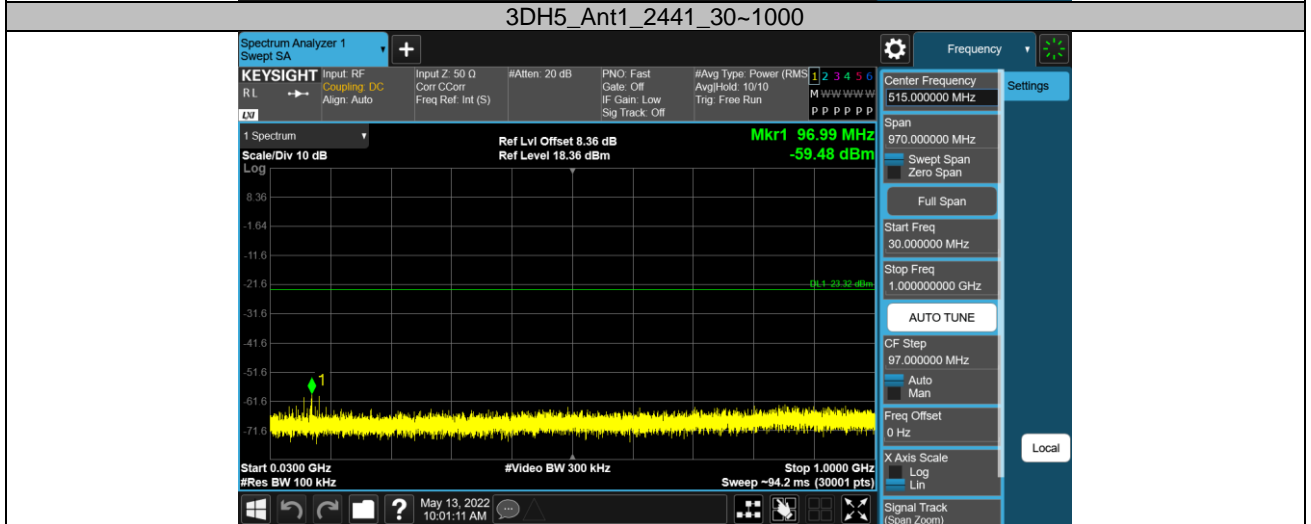 3DH5_Ant1_2441_30~1000
Spectrum Analyzer 1
Swept SA
+
Frequency
KEYSIGHT
RL
LXI
Input: RF
Coupling: DC
Align: Auto
Input Z: 50 Ω
Corr CCorr
Freq Ref: Int (S)
#Atten: 20 dB
PNO: Fast
Gate: Off
IF Gain: Low
Sig Track: Off
#Avg Type: Power (RMS
Avg|Hold: 10/10
Trig: Free Run
1 2 3 4 5 6
M W W W W W
P P P P P P
Center Frequency
515.000000 MHz
Settings
1 Spectrum
Scale/Div 10 dB
Log
Ref Lvl Offset 8.36 dB
Ref Level 18.36 dBm
Mkr1 96.99 MHz
-59.48 dBm
Span
970.000000 MHz
Swept Span
Zero Span
Full Span
Start Freq
30.000000 MHz
Stop Freq
1.000000000 GHz
AUTO TUNE
CF Step
97.000000 MHz
Auto
Man
Freq Offset
0 Hz
X Axis Scale
Log
Lin
Signal Track
(Span Zoom)
Local
8.36
-1.64
-11.6
-21.6
DL1 -23.32 dBm
-31.6
-41.6
-51.6
1
-61.6
-71.6
Start 0.0300 GHz
#Res BW 100 kHz
#Video BW 300 kHz
Stop 1.0000 GHz
Sweep ~94.2 ms (30001 pts)
?
May 13, 2022
10:01:11 AM